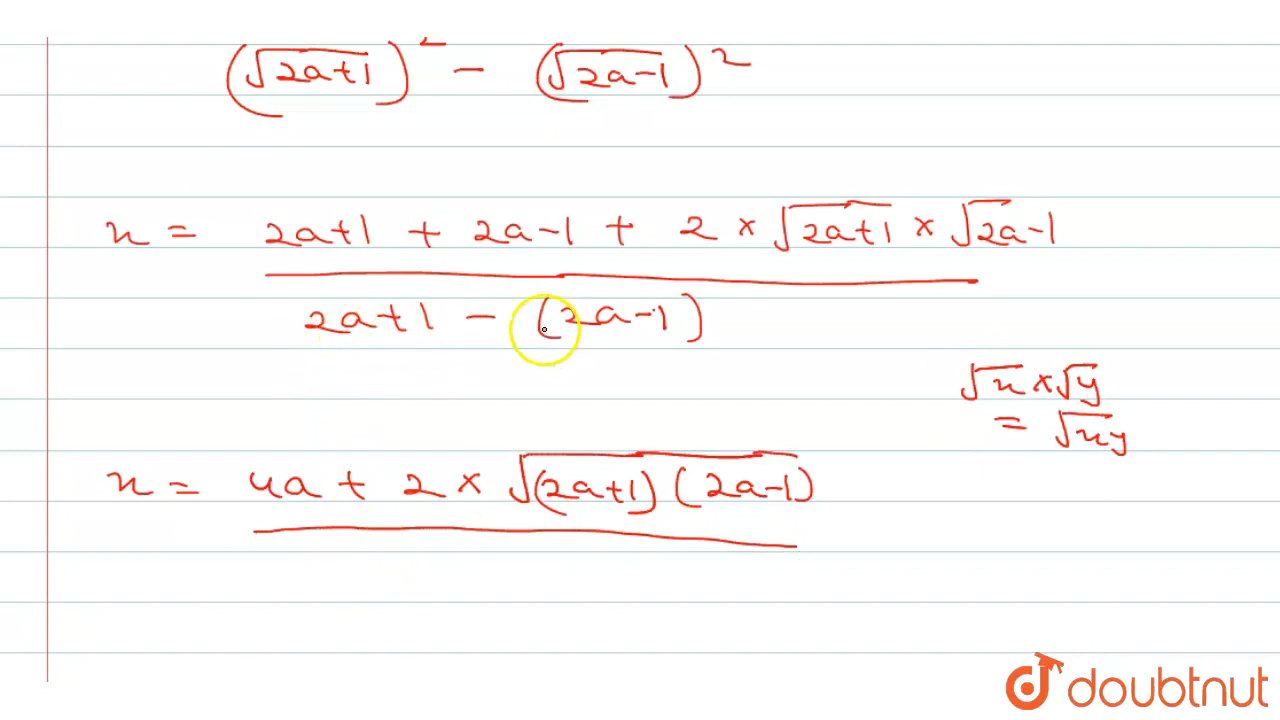 (√2a+1)² - (√2a-1)²
x = 2a+1 + 2a-1 + 2 × √2a+1 × √2a-1
2a+1 - (2a-1)
√x × √y
= √xy
x = 4a + 2 × √(2a+1)(2a-1)
doubtnut